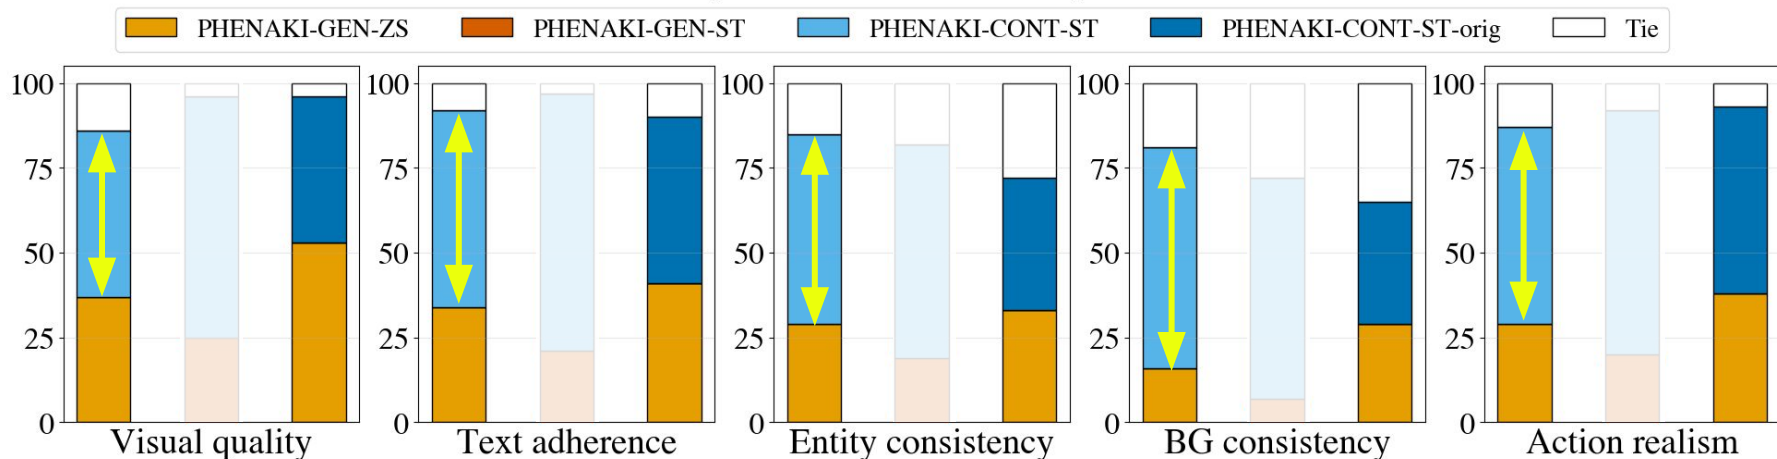 PHENAKI-GEN-ZS PHENAKI-GEN-ST PHENAKI-CONT-ST PHENAKI-CONT-ST-orig Tie
100 100 100 100 100
75 75 75 75 75
50 50 50 50 50
25 25 25 25 25
0 0 0 0 0
Visual quality Text adherence Entity consistency BG consistency Action realism